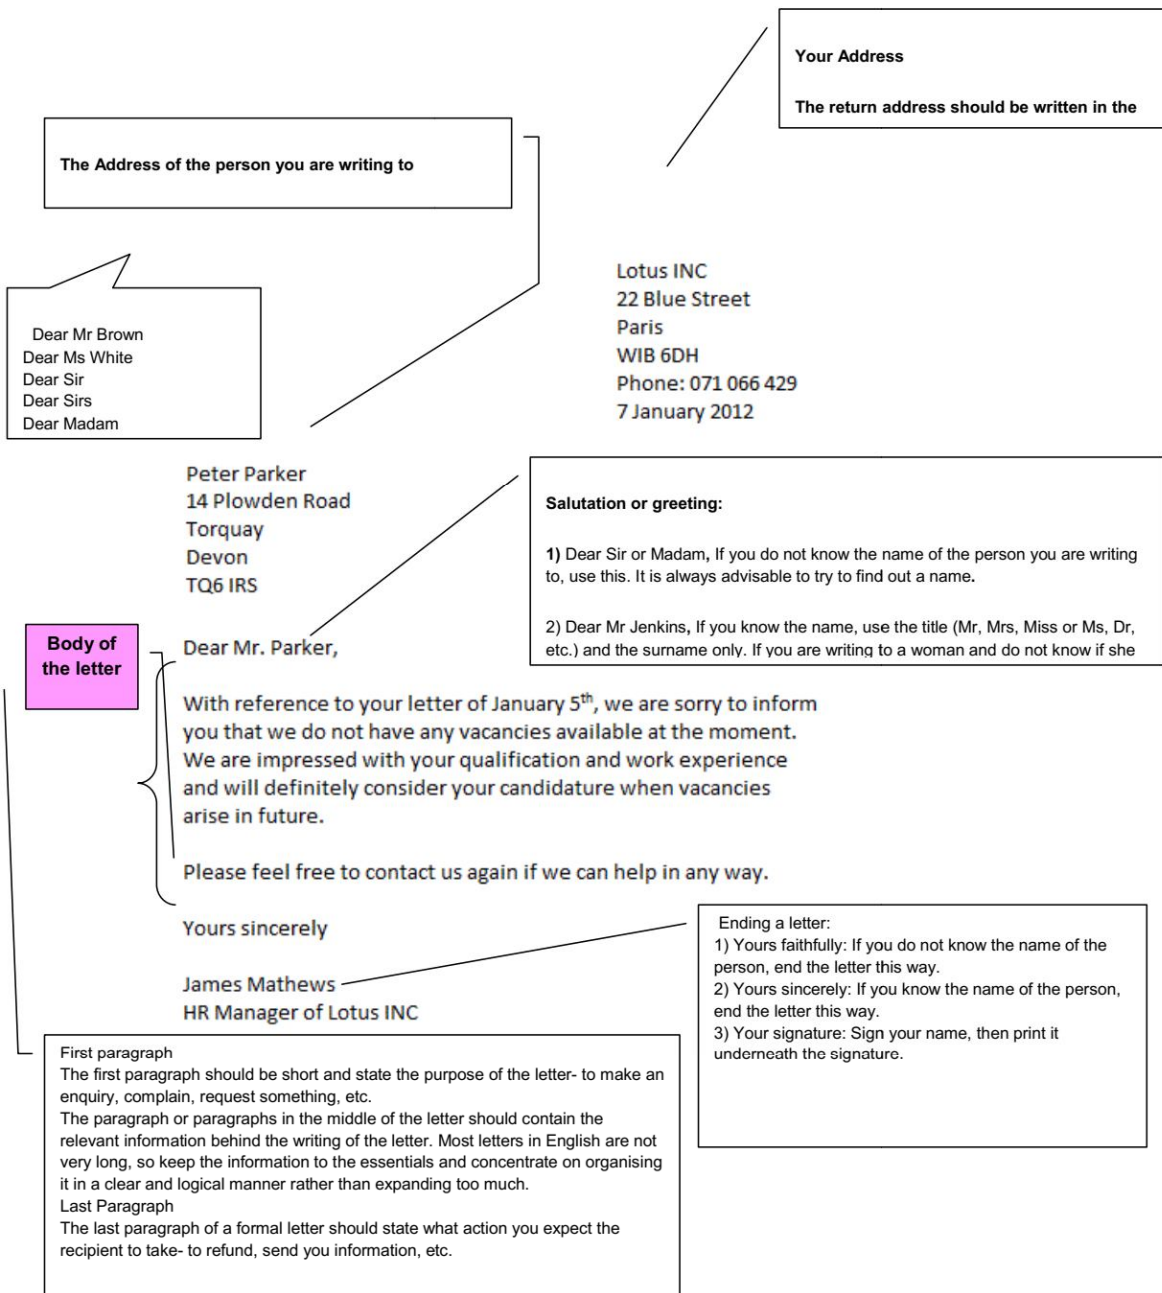 Your Address
The return address should be written in the
The Address of the person you are writing to
Dear Mr Brown
Dear Ms White
Dear Sir
Dear Sirs
Dear Madam
Lotus INC
22 Blue Street
Paris
WIB 6DH
Phone: 071 066 429
7 January 2012
Peter Parker
14 Plowden Road
Torquay
Devon
TQ6 IRS
Salutation or greeting:
1) Dear Sir or Madam, If you do not know the name of the person you are writing
to, use this. It is always advisable to try to find out a name.
2) Dear Mr Jenkins, If you know the name, use the title (Mr, Mrs, Miss or Ms, Dr,
etc.) and the surname only. If you are writing to a woman and do not know if she
Body of
the letter
Dear Mr. Parker,
With reference to your letter of January 5th, we are sorry to inform
you that we do not have any vacancies available at the moment.
We are impressed with your qualification and work experience
and will definitely consider your candidature when vacancies
arise in future.
Please feel free to contact us again if we can help in any way.
Yours sincerely
James Mathews
HR Manager of Lotus INC
Ending a letter:
1) Yours faithfully: If you do not know the name of the
person, end the letter this way.
2) Yours sincerely: If you know the name of the person,
end the letter this way.
3) Your signature: Sign your name, then print it
underneath the signature.
First paragraph
The first paragraph should be short and state the purpose of the letter- to make an
enquiry, complain, request something, etc.
The paragraph or paragraphs in the middle of the letter should contain the
relevant information behind the writing of the letter. Most letters in English are not
very long, so keep the information to the essentials and concentrate on organising
it in a clear and logical manner rather than expanding too much.
Last Paragraph
The last paragraph of a formal letter should state what action you expect the
recipient to take- to refund, send you information, etc.